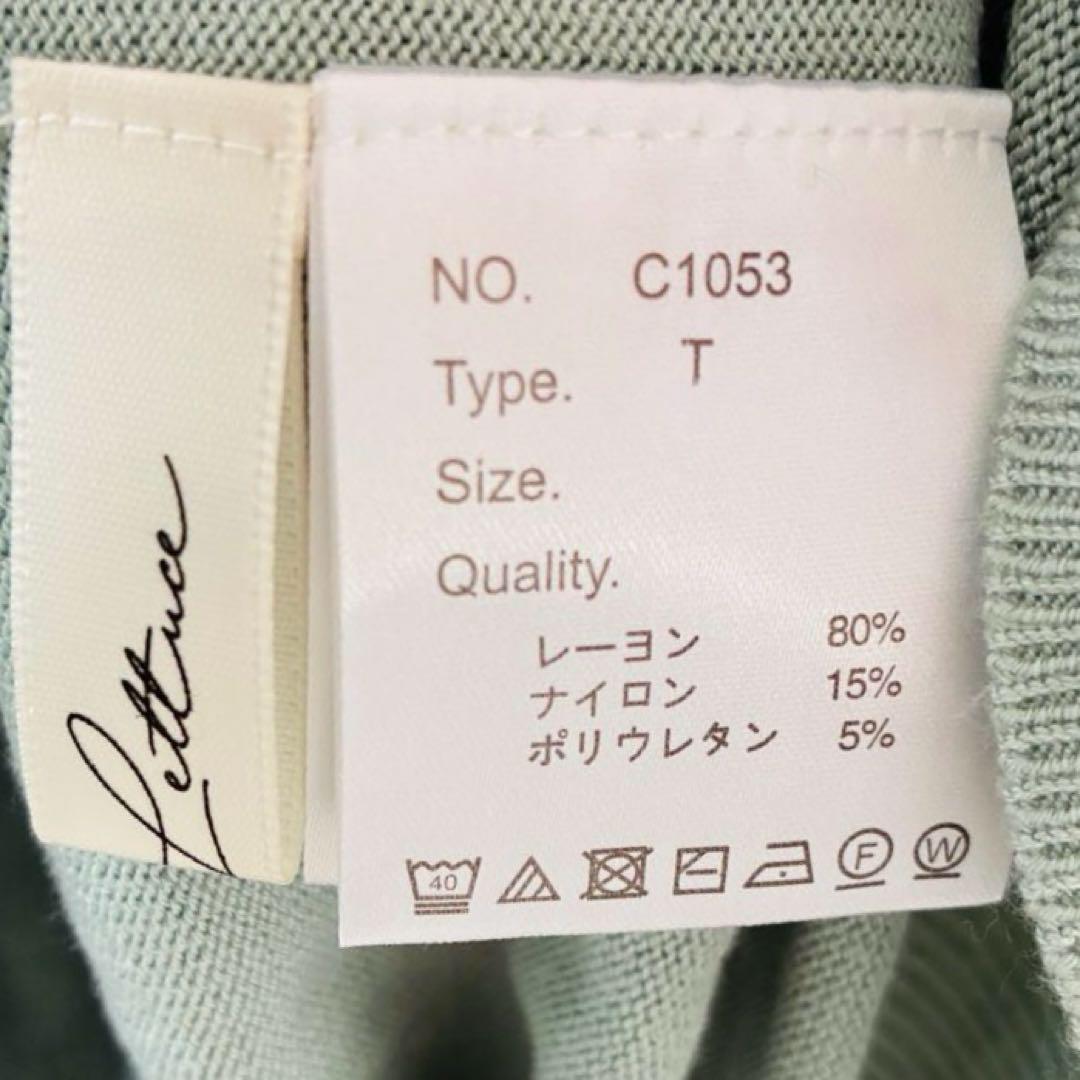 Lettuce
NO. C1053
Type. T
Size.
Quality.
レーヨン 80%
ナイロン 15%
ポリウレタン 5%
40 F W